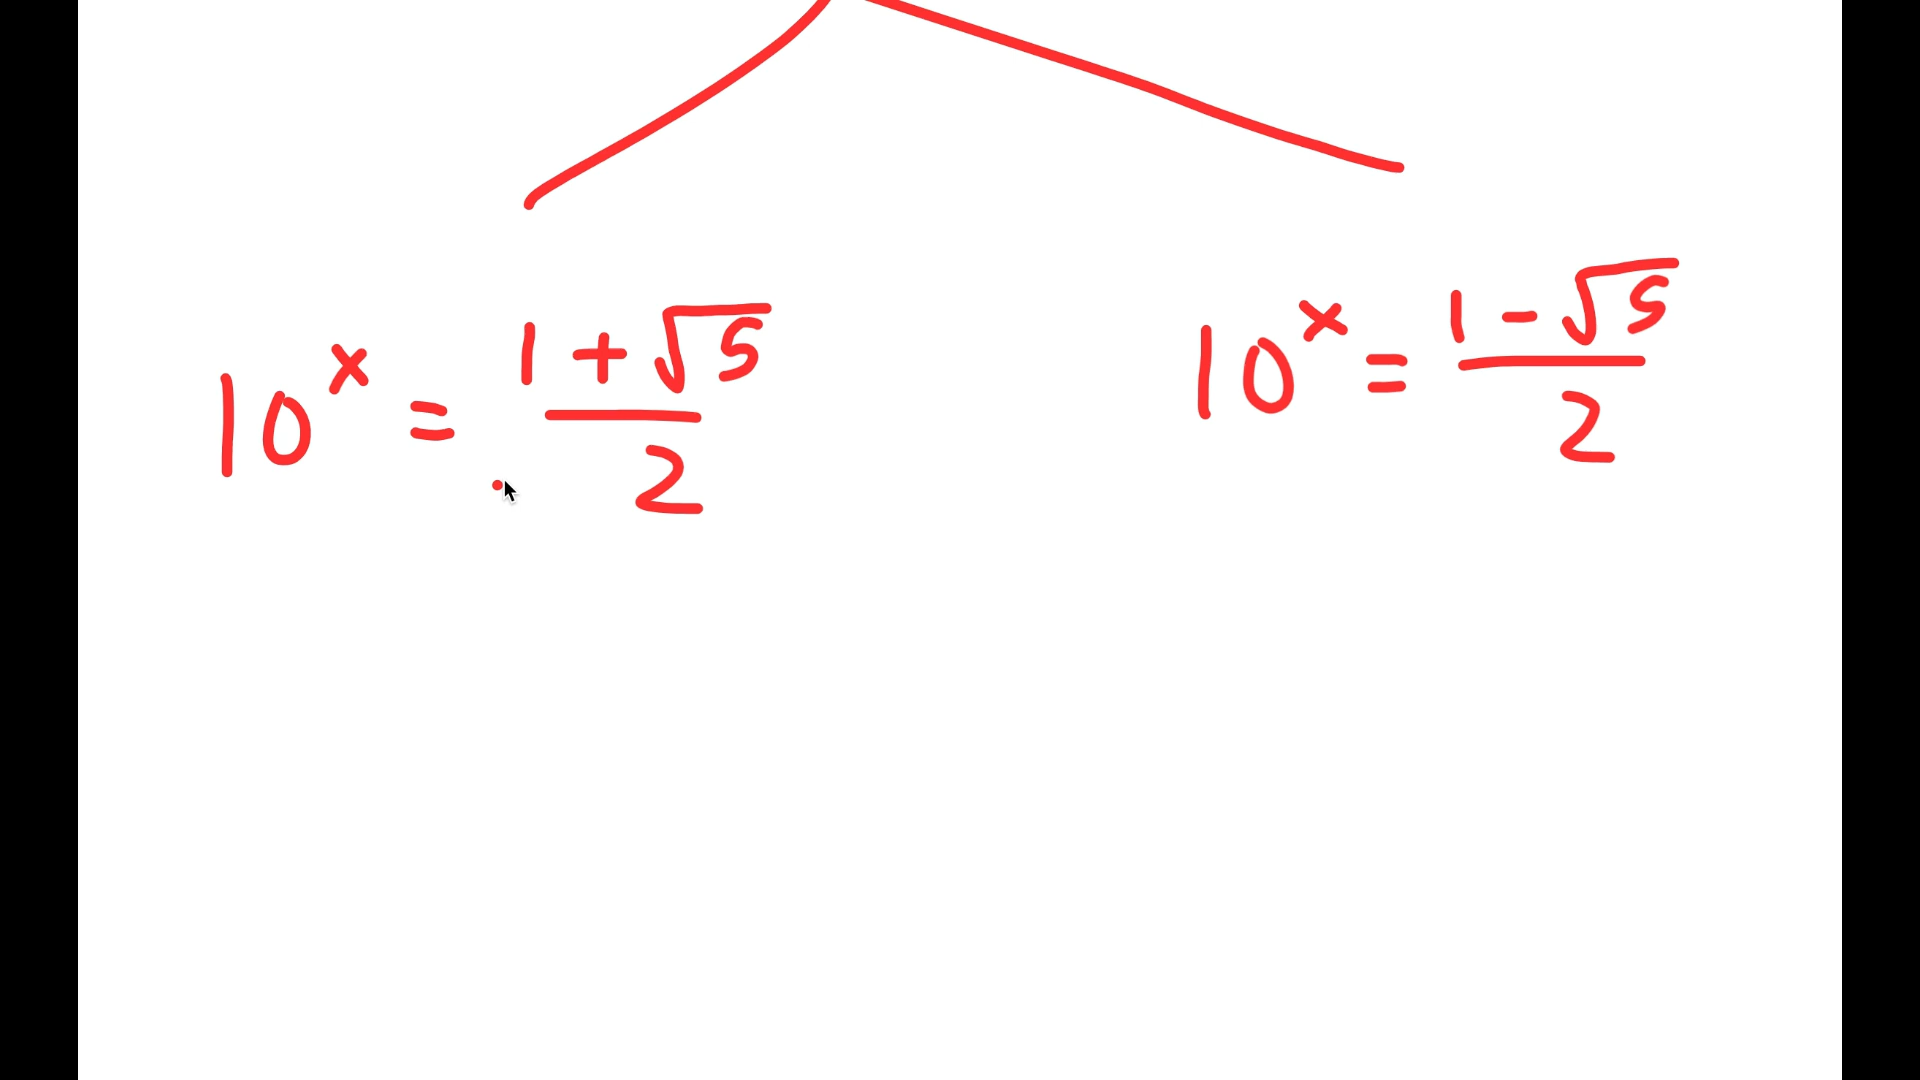 10^x = (1 + √5)/2
10^x = (1 - √5)/2